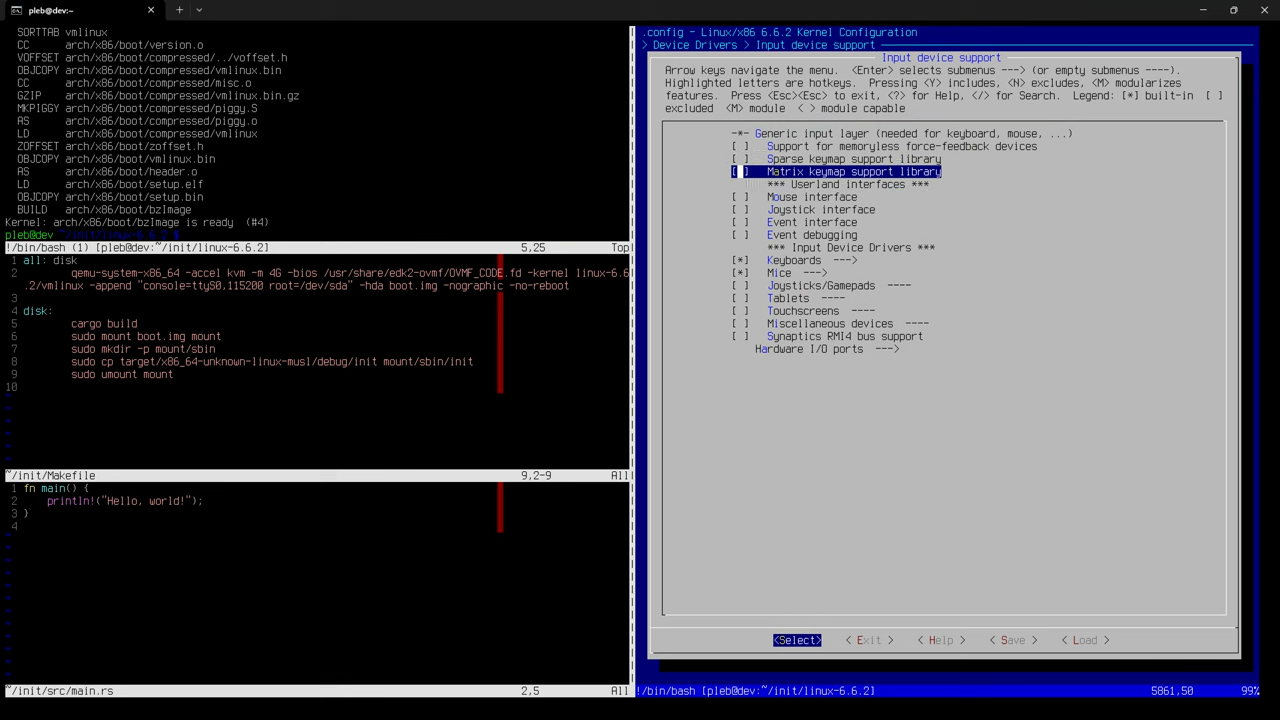 pleb@dev:~
SORTTAB vmlinux
CC arch/x86/boot/version.o
VOFFSET arch/x86/boot/compressed/../voffset.h
OBJCOPY arch/x86/boot/compressed/vmlinux.bin
CC arch/x86/boot/compressed/misc.o
GZIP arch/x86/boot/compressed/vmlinux.bin.gz
MKPIGGY arch/x86/boot/compressed/piggy.S
AS arch/x86/boot/compressed/piggy.o
LD arch/x86/boot/compressed/vmlinux
ZOFFSET arch/x86/boot/zoffset.h
OBJCOPY arch/x86/boot/vmlinux.bin
AS arch/x86/boot/header.o
LD arch/x86/boot/setup.elf
OBJCOPY arch/x86/boot/setup.bin
BUILD arch/x86/boot/bzImage
Kernel: arch/x86/boot/bzImage is ready (#4)
pleb@dev ~/init/linux-6.6.2 $
!/bin/bash (1) [pleb@dev:~/init/linux-6.6.2] 5,25 Top
1 all: disk
2 qemu-system-x86_64 -accel kvm -m 4G -bios /usr/share/edk2-ovmf/OVMF_CODE.fd -kernel linux-6.6
.2/vmlinux -append "console=ttyS0,115200 root=/dev/sda" -hda boot.img -nographic -no-reboot
3
4 disk:
5 cargo build
6 sudo mount boot.img mount
7 sudo mkdir -p mount/sbin
8 sudo cp target/x86_64-unknown-linux-musl/debug/init mount/sbin/init
9 sudo umount mount
10
~
~
~
~
~
~
~/init/Makefile 9,2-9 All
1 fn main() {
2 println!("Hello, world!");
3 }
4
~
~
~
~
~
~
~
~
~
~
~
~
~/init/src/main.rs 2,5 All
.config - Linux/x86 6.6.2 Kernel Configuration
> Device Drivers > Input device support
Input device support
Arrow keys navigate the menu. <Enter> selects submenus ---> (or empty submenus ----).
Highlighted letters are hotkeys. Pressing <Y> includes, <N> excludes, <M> modularizes
features. Press <Esc><Esc> to exit, <?> for Help, </> for Search. Legend: [*] built-in [ ]
excluded <M> module < > module capable
-*- Generic input layer (needed for keyboard, mouse, ...)
[ ] Support for memoryless force-feedback devices
[ ] Sparse keymap support library
[ ] Matrix keymap support library
*** Userland interfaces ***
[ ] Mouse interface
[ ] Joystick interface
[ ] Event interface
[ ] Event debugging
*** Input Device Drivers ***
[*] Keyboards --->
[*] Mice --->
[ ] Joysticks/Gamepads ----
[ ] Tablets ----
[ ] Touchscreens ----
[ ] Miscellaneous devices ----
[ ] Synaptics RMI4 bus support
Hardware I/O ports --->
<Select> < Exit > < Help > < Save > < Load >
!/bin/bash [pleb@dev:~/init/linux-6.6.2] 5861,50 99%